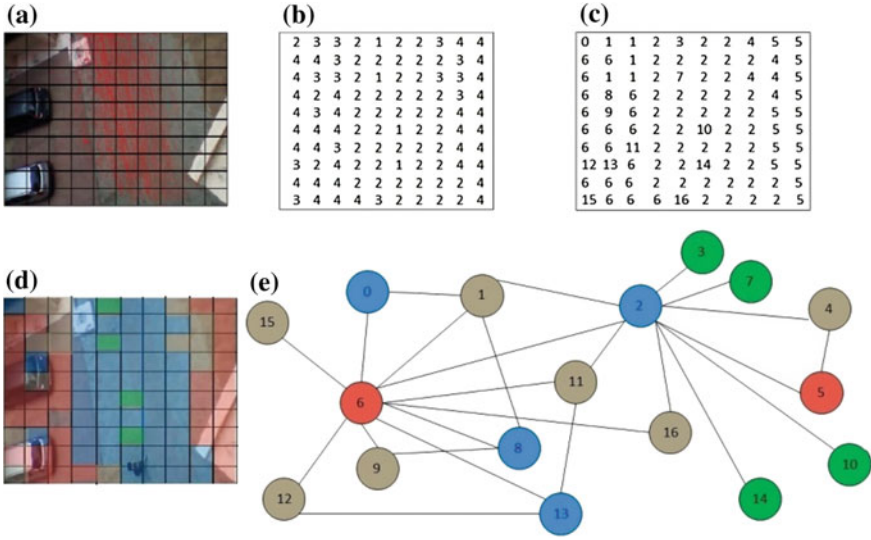 (a)
(b)
2 3 3 2 1 2 2 3 4 4
4 4 3 2 2 2 2 2 3 4
4 3 3 2 1 2 2 3 3 4
4 2 4 2 2 2 2 2 3 4
4 3 4 2 2 2 2 2 4 4
4 4 4 2 2 1 2 2 4 4
4 4 3 2 2 2 2 2 4 4
3 2 4 2 2 1 2 2 4 4
4 4 4 2 2 2 2 2 2 4
3 4 4 4 3 2 2 2 2 4
(c)
0 1 1 2 3 2 2 4 5 5
6 6 1 2 2 2 2 2 4 5
6 1 1 2 7 2 2 4 4 5
6 8 6 2 2 2 2 2 4 5
6 9 6 2 2 2 2 2 5 5
6 6 6 2 2 10 2 2 5 5
6 6 11 2 2 2 2 2 5 5
12 13 6 2 2 14 2 2 5 5
6 6 6 2 2 2 2 2 2 5
15 6 6 6 16 2 2 2 2 5
(d)
(e)
3
7
0
1
2
4
15
11
5
6
16
8
9
10
12
13
14